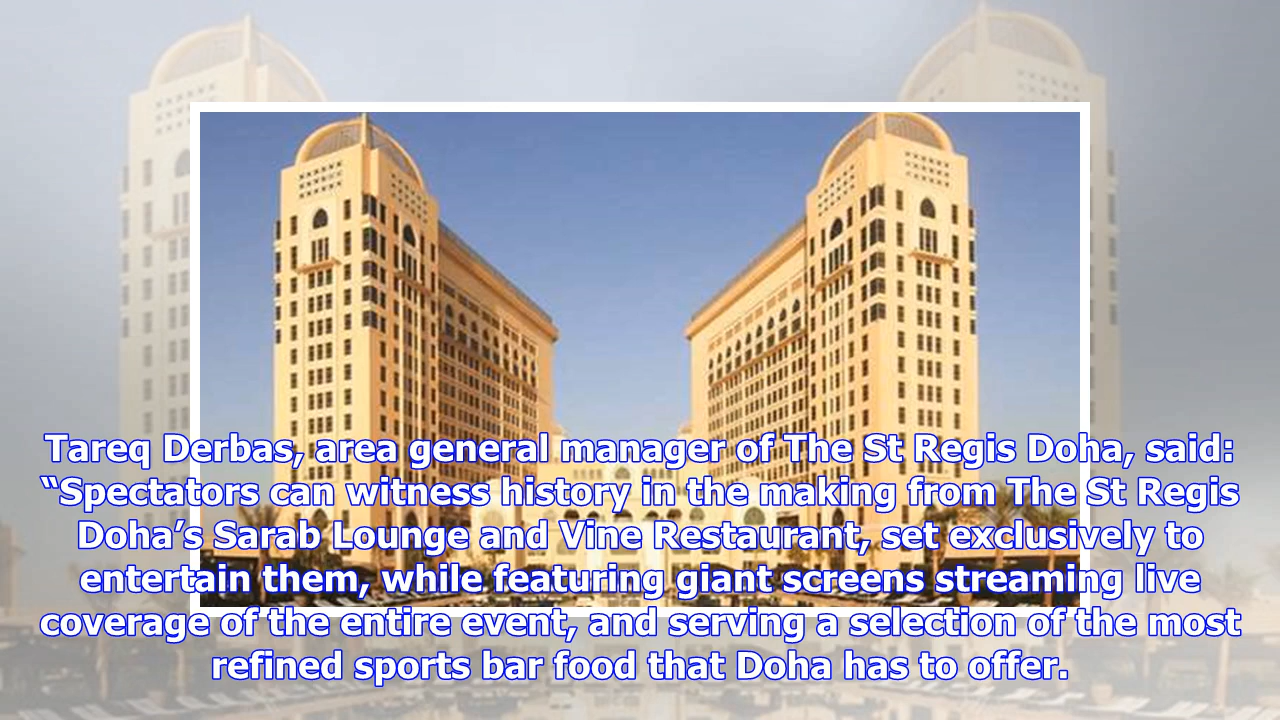 Tareq Derbas, area general manager of The St Regis Doha, said:
“Spectators can witness history in the making from The St Regis
Doha’s Sarab Lounge and Vine Restaurant, set exclusively to
entertain them, while featuring giant screens streaming live
coverage of the entire event, and serving a selection of the most
refined sports bar food that Doha has to offer.